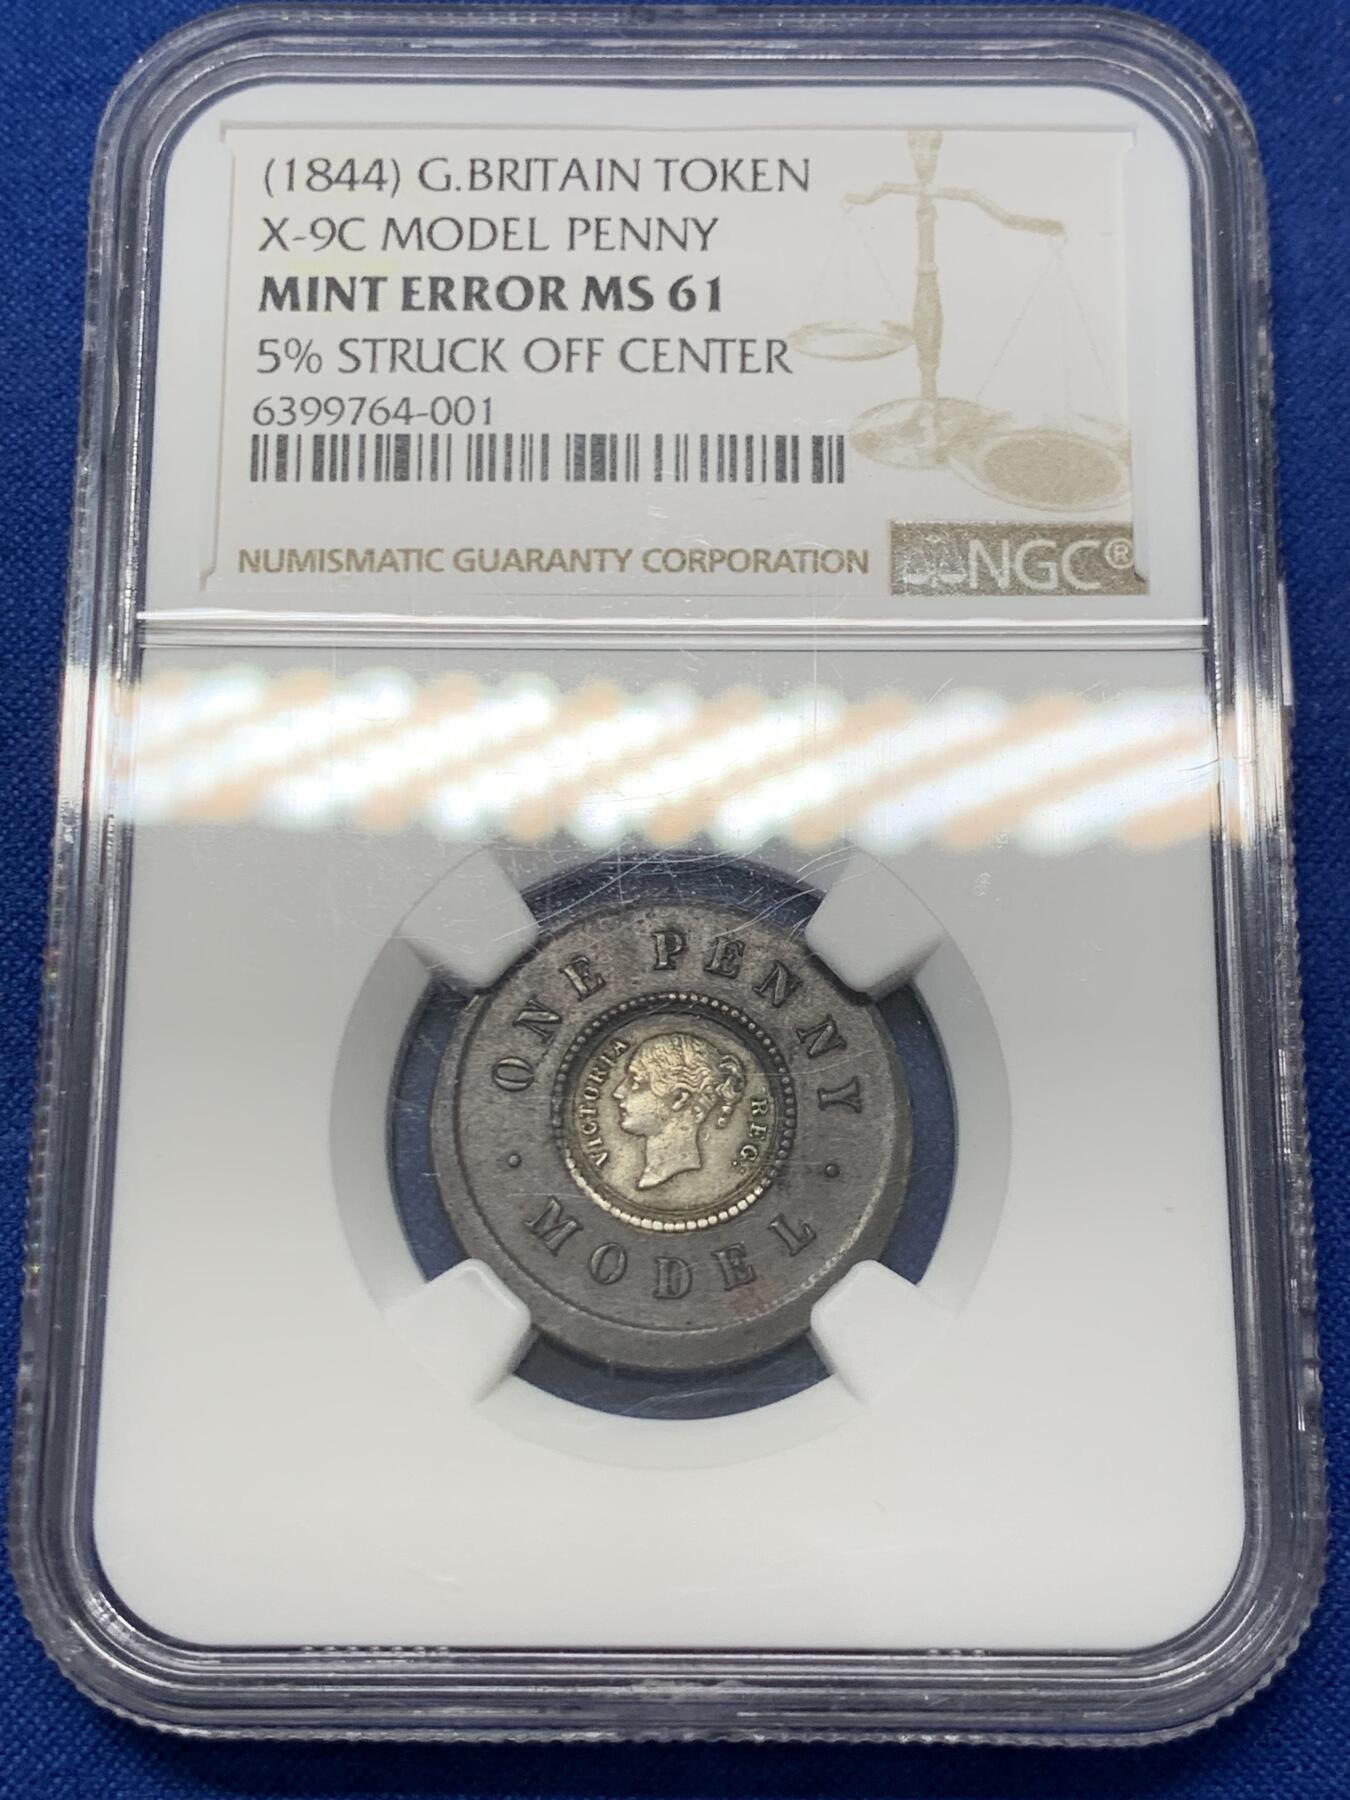 (1844) G.BRITAIN TOKEN
X-9C MODEL PENNY
MINT ERROR MS 61
5% STRUCK OFF CENTER
6399764-001
NUMISMATIC GUARANTY CORPORATION
NGC®
ONE PENNY
VICTORIA REG.
· MODEL ·